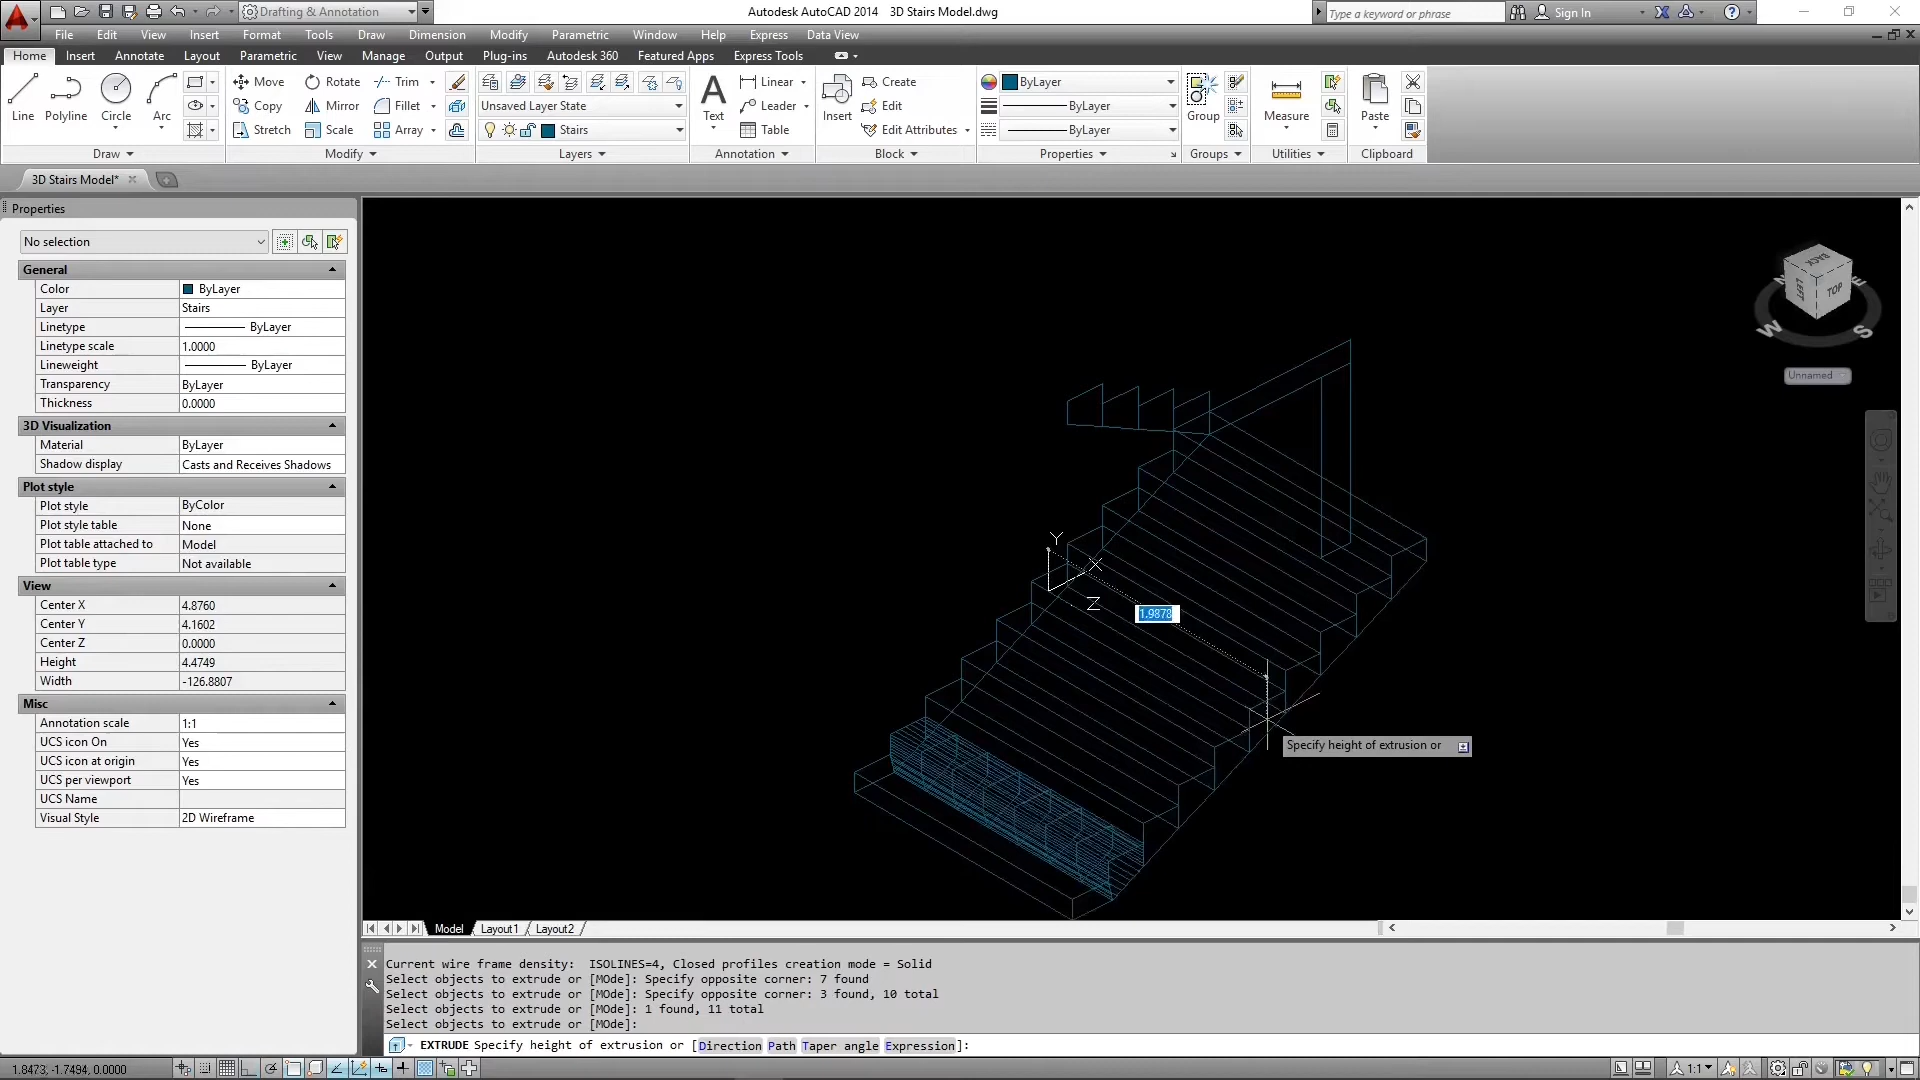 Drafting & Annotation
Autodesk AutoCAD 2014 3D Stairs Model.dwg
Type a keyword or phrase
Sign In
File Edit View Insert Format Tools Draw Dimension Modify Parametric Window Help Express Data View
Home Insert Annotate Layout Parametric View Manage Output Plug-ins Autodesk 360 Featured Apps Express Tools
Line Polyline Circle Arc
Move Rotate Trim
Copy Mirror Fillet
Stretch Scale Array
Unsaved Layer State
Stairs
Text
Linear
Leader
Table
Insert
Create
Edit
Edit Attributes
ByLayer
ByLayer
ByLayer
Group
Measure
Paste
Draw Modify Layers Annotation Block Properties Groups Utilities Clipboard
3D Stairs Model*
Properties
No selection
General
Color ByLayer
Layer Stairs
Linetype ByLayer
Linetype scale 1.0000
Lineweight ByLayer
Transparency ByLayer
Thickness 0.0000
3D Visualization
Material ByLayer
Shadow display Casts and Receives Shadows
Plot style
Plot style ByColor
Plot style table None
Plot table attached to Model
Plot table type Not available
View
Center X 4.8760
Center Y 4.1602
Center Z 0.0000
Height 4.4749
Width -126.8807
Misc
Annotation scale 1:1
UCS icon On Yes
UCS icon at origin Yes
UCS per viewport Yes
UCS Name
Visual Style 2D Wireframe
BACK
LEFT
TOP
N E
W S
Unnamed
Y
X
Z
1.9878
Specify height of extrusion or
Model Layout1 Layout2
Current wire frame density: ISOLINES=4, Closed profiles creation mode = Solid
Select objects to extrude or [MOde]: Specify opposite corner: 7 found
Select objects to extrude or [MOde]: Specify opposite corner: 3 found, 10 total
Select objects to extrude or [MOde]: 1 found, 11 total
Select objects to extrude or [MOde]:
EXTRUDE Specify height of extrusion or [Direction Path Taper angle Expression]:
1.8473, -1.7494, 0.0000
1:1